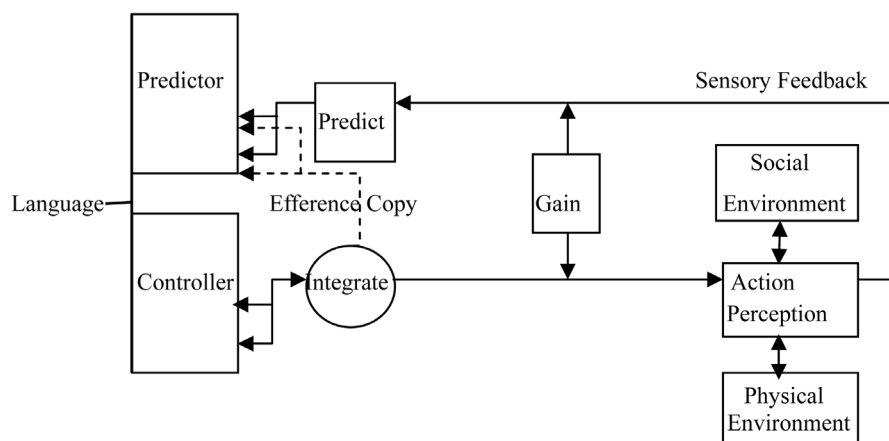 Predictor
Sensory Feedback
Predict
Social
Environment
Language
Efference Copy
Gain
Controller
Integrate
Action
Perception
Physical
Environment